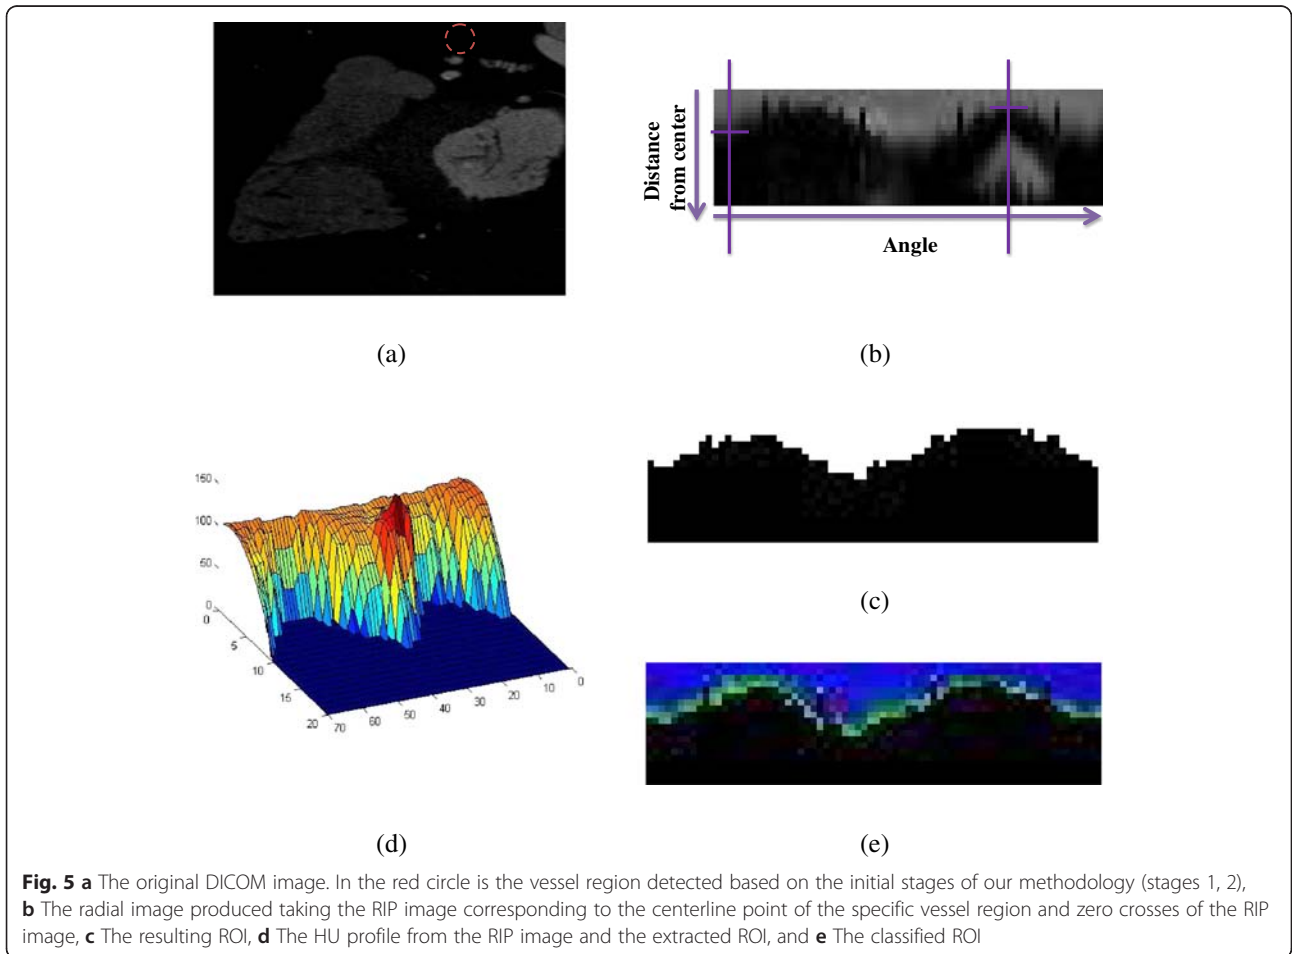 Distance
from center
Angle
(a)
(b)
150
100
50
0
0
5
10
15
20
70
60
50
40
30
20
10
0
(c)
(d)
(e)
Fig. 5 a The original DICOM image. In the red circle is the vessel region detected based on the initial stages of our methodology (stages 1, 2),
b The radial image produced taking the RIP image corresponding to the centerline point of the specific vessel region and zero crosses of the RIP
image, c The resulting ROI, d The HU profile from the RIP image and the extracted ROI, and e The classified ROI